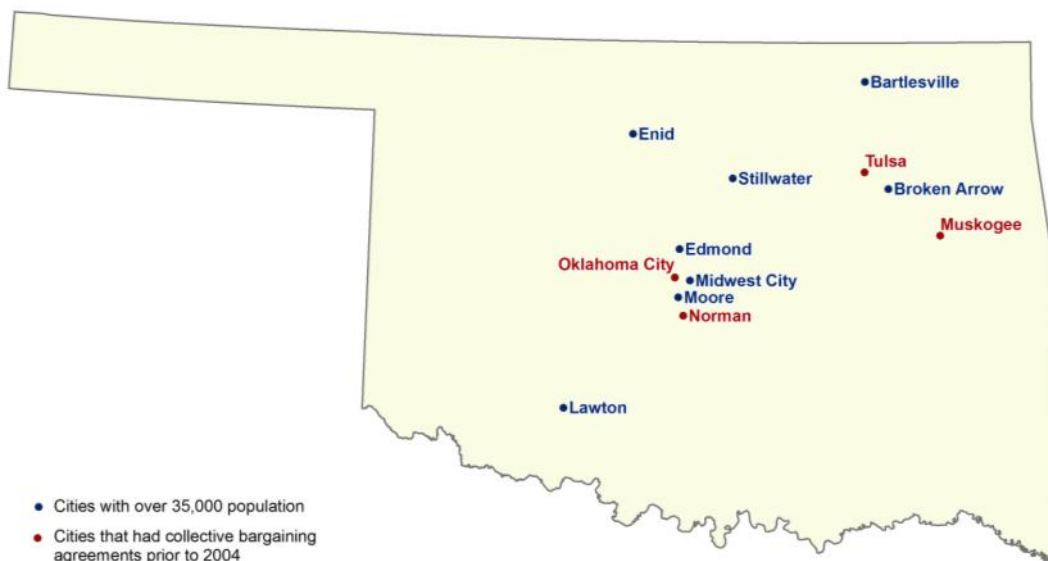 Bartlesville
Enid
Tulsa
Stillwater
Broken Arrow
Muskogee
Edmond
Oklahoma City
Midwest City
Moore
Norman
Lawton
Cities with over 35,000 population
Cities that had collective bargaining
agreements prior to 2004